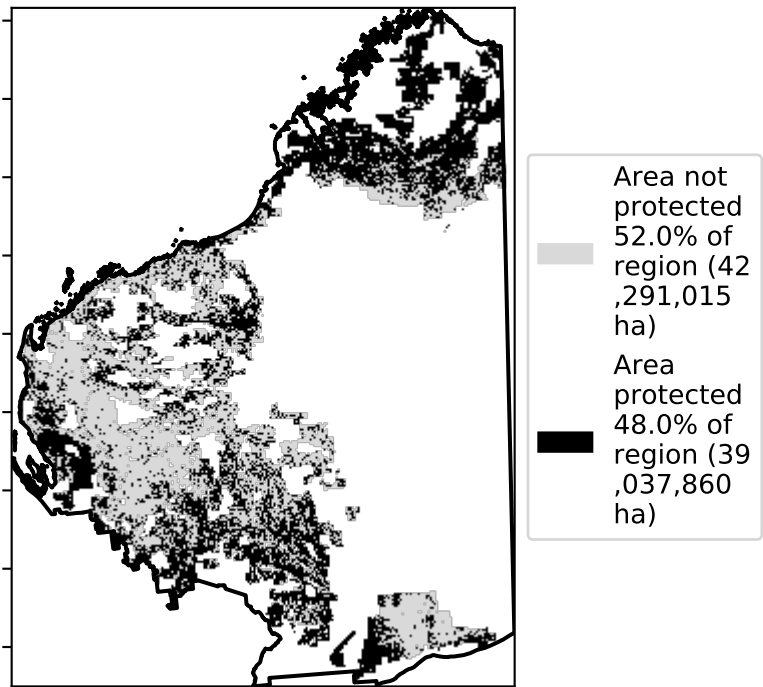 Area not
protected
52.0% of
region (42
,291,015
ha)
Area
protected
48.0% of
region (39
,037,860
ha)